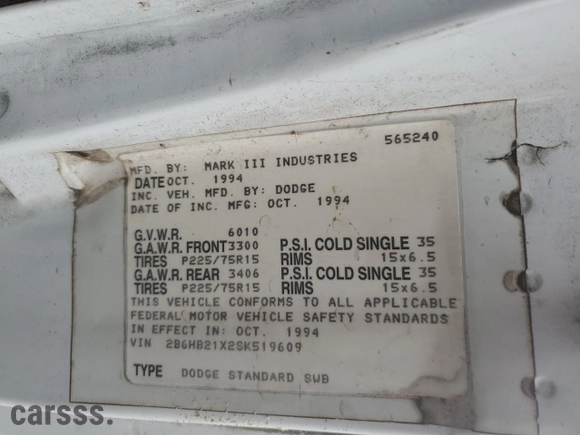 565240
MFD. BY: MARK III INDUSTRIES
DATE OCT. 1994
INC. VEH. MFD. BY: DODGE
DATE OF INC. MFG: OCT. 1994
G.V.W.R. 6010
G.A.W.R. FRONT 3300 P.S.I. COLD SINGLE 35
TIRES P225/75R15 RIMS 15x6.5
G.A.W.R. REAR 3406 P.S.I. COLD SINGLE 35
TIRES P225/75R15 RIMS 15x6.5
THIS VEHICLE CONFORMS TO ALL APPLICABLE
FEDERAL MOTOR VEHICLE SAFETY STANDARDS
IN EFFECT IN: OCT. 1994
VIN 2B6HB21X2SK519609
TYPE DODGE STANDARD SWB
carsss.